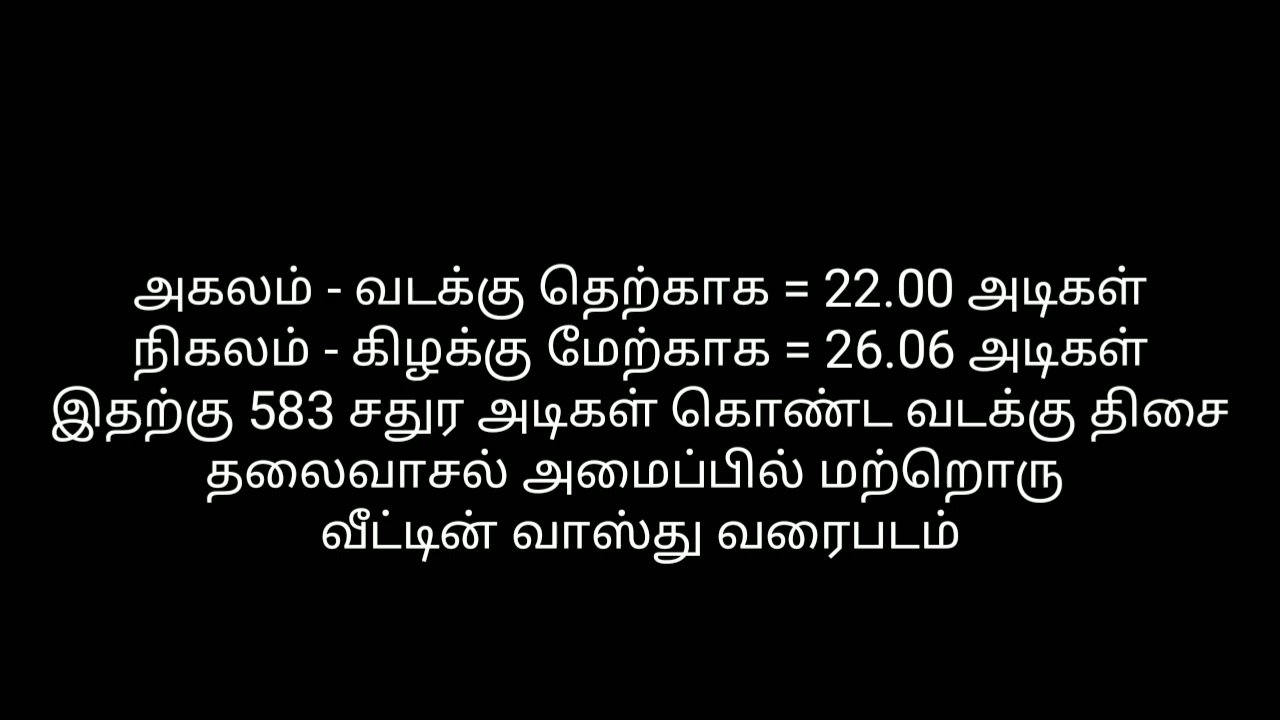 அகலம் - வடக்கு தெற்காக = 22.00 அடிகள்
நிகலம் - கிழக்கு மேற்காக = 26.06 அடிகள்
இதற்கு 583 சதுர அடிகள் கொண்ட வடக்கு திசை
தலைவாசல் அமைப்பில் மற்றொரு
வீட்டின் வாஸ்து வரைபடம்